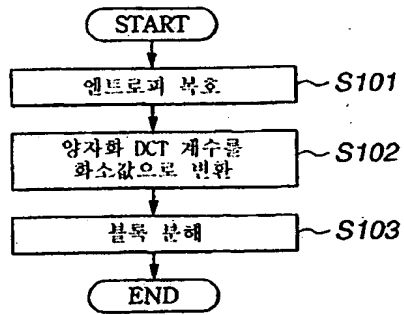 START
엔트로피 복호
S101
양자화 DCT 계수를
화소값으로 변환
S102
블록 분해
S103
END